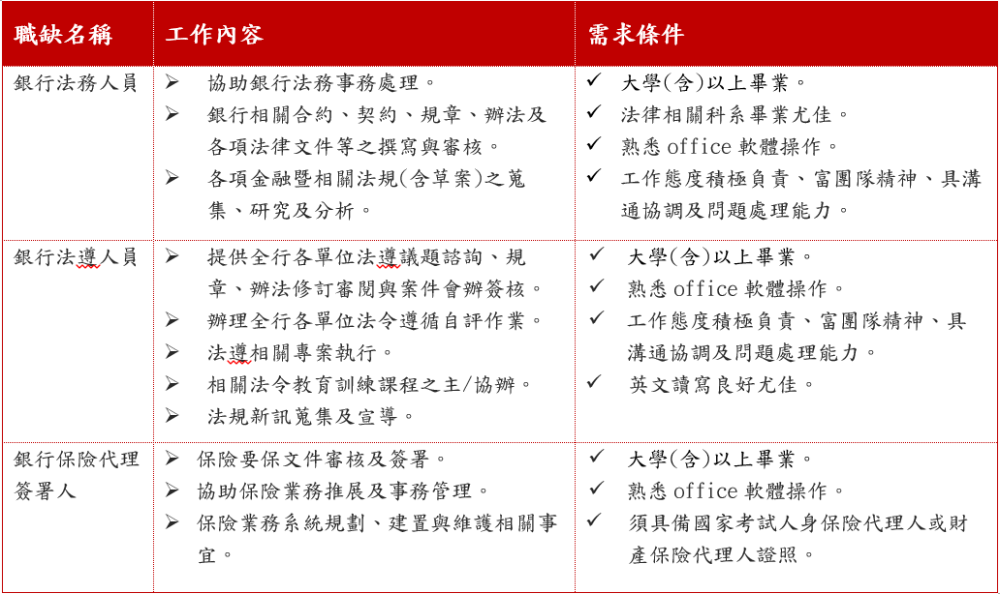 職缺名稱 工作內容 需求條件
銀行法務人員
➢ 協助銀行法務事務處理。
➢ 銀行相關合約、契約、規章、辦法及
各項法律文件等之撰寫與審核。
➢ 各項金融暨相關法規(含草案)之蒐
集、研究及分析。
✓ 大學(含)以上畢業。
✓ 法律相關科系畢業尤佳。
✓ 熟悉 office 軟體操作。
✓ 工作態度積極負責、富團隊精神、具溝
通協調及問題處理能力。
銀行法遵人員
➢ 提供全行各單位法遵議題諮詢、規
章、辦法修訂審閱與案件會辦簽核。
➢ 辦理全行各單位法令遵循自評作業。
➢ 法遵相關專案執行。
➢ 相關法令教育訓練課程之主/協辦。
➢ 法規新訊蒐集及宣導。
✓ 大學(含)以上畢業。
✓ 熟悉 office 軟體操作。
✓ 工作態度積極負責、富團隊精神、具
溝通協調及問題處理能力。
✓ 英文讀寫良好尤佳。
銀行保險代理
簽署人
➢ 保險要保文件審核及簽署。
➢ 協助保險業務推展及事務管理。
➢ 保險業務系統規劃、建置與維護相關事
宜。
✓ 大學(含)以上畢業。
✓ 熟悉 office 軟體操作。
✓ 須具備國家考試人身保險代理人或財
產保險代理人證照。